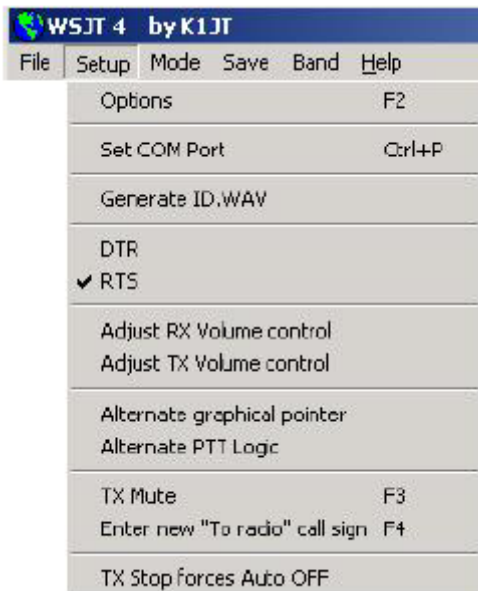 WSJT 4 by K1JT
File Setup Mode Save Band Help
Options F2
Set COM Port Ctrl+P
Generate ID.WAV
DTR
✔ RTS
Adjust RX Volume control
Adjust TX Volume control
Alternate graphical pointer
Alternate PTT Logic
TX Mute F3
Enter new "To radio" call sign F4
TX Stop forces Auto OFF